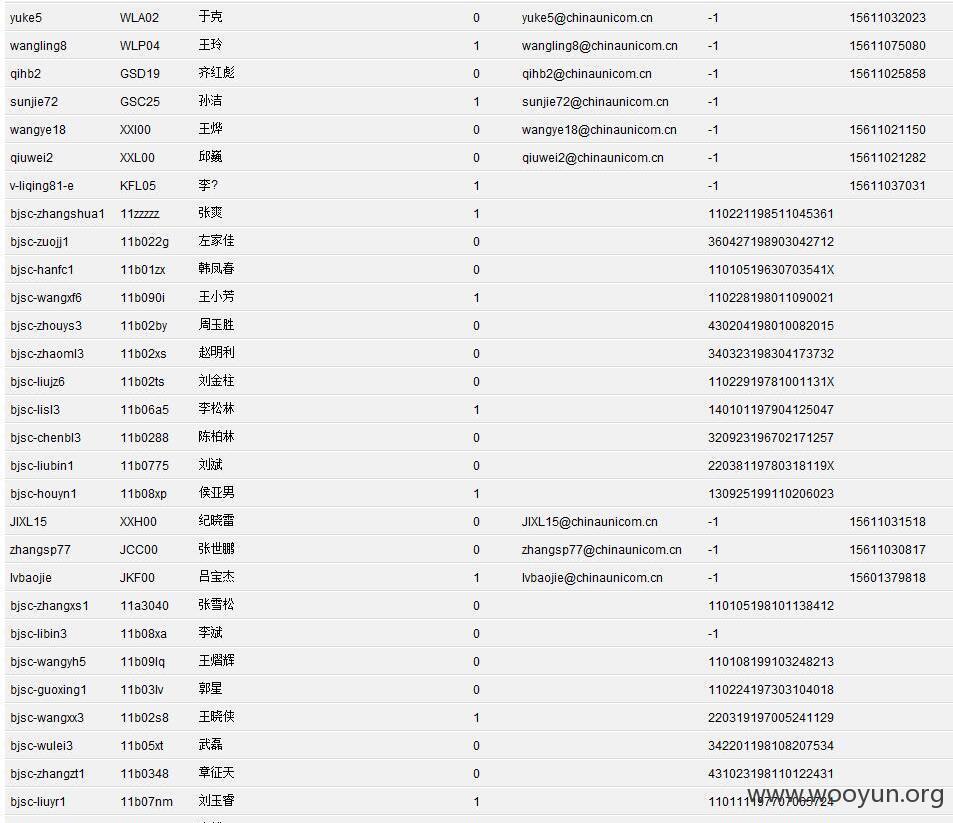 yuke5 WLA02 于克 0 yuke5@chinaunicom.cn -1 15611032023
wangling8 WLP04 王玲 1 wangling8@chinaunicom.cn -1 15611075080
qihb2 GSD19 齐红彪 0 qihb2@chinaunicom.cn -1 15611025858
sunjie72 GSC25 孙洁 1 sunjie72@chinaunicom.cn -1
wangye18 XXI00 王烨 0 wangye18@chinaunicom.cn -1 15611021150
qiuwei2 XXL00 邱巍 0 qiuwei2@chinaunicom.cn -1 15611021282
v-liqing81-e KFL05 李? 1 -1 15611037031
bjsc-zhangshua1 11zzzzz 张爽 1 110221198511045361
bjsc-zuojj1 11b022g 左家佳 0 360427198903042712
bjsc-hanfc1 11b01zx 韩凤春 0 11010519630703541X
bjsc-wangxf6 11b090i 王小芳 1 110228198011090021
bjsc-zhouys3 11b02by 周玉胜 0 430204198010082015
bjsc-zhaoml3 11b02xs 赵明利 0 340323198304173732
bjsc-liujz6 11b02ts 刘金柱 0 11022919781001131X
bjsc-lisl3 11b06a5 李松林 1 140101197904125047
bjsc-chenbl3 11b0288 陈柏林 0 320923196702171257
bjsc-liubin1 11b0775 刘斌 0 22038119780318119X
bjsc-houyn1 11b08xp 侯亚男 1 130925199110206023
JIXL15 XXH00 纪晓雷 0 JIXL15@chinaunicom.cn -1 15611031518
zhangsp77 JCC00 张世鹏 0 zhangsp77@chinaunicom.cn -1 15611030817
lvbaojie JKF00 吕宝杰 1 lvbaojie@chinaunicom.cn -1 15601379818
bjsc-zhangxs1 11a3040 张雪松 0 110105198101138412
bjsc-libin3 11b08xa 李斌 0 -1
bjsc-wangyh5 11b09lq 王熠辉 0 110108199103248213
bjsc-guoxing1 11b03lv 郭星 0 110224197303104018
bjsc-wangxx3 11b02s8 王晓侠 1 220319197005241129
bjsc-wulei3 11b05xt 武磊 0 342201198108207534
bjsc-zhangzt1 11b0348 章征天 0 431023198110122431
bjsc-liuyr1 11b07nm 刘玉睿 1
www.wooyun.org